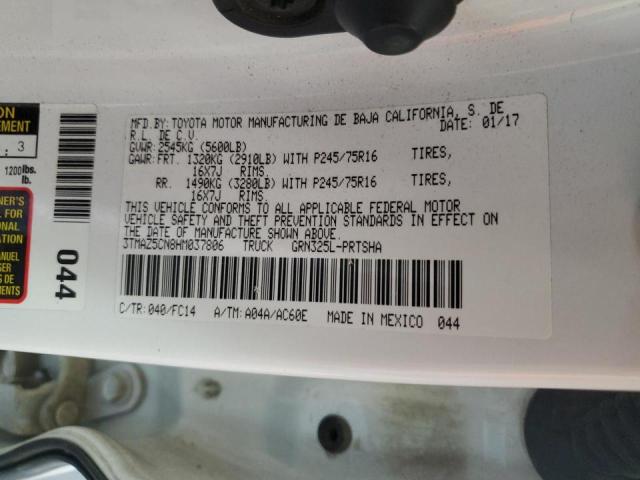 MFD.BY:TOYOTA MOTOR MANUFACTURING DE BAJA CALIFORNIA, S. DE
R.L. DE C.V. DATE: 01/17
GVWR:2545KG (5600LB)
GAWR:FRT. 1320KG (2910LB) WITH P245/75R16 TIRES,
16X7J RIMS.
RR. 1490KG (3280LB) WITH P245/75R16 TIRES,
16X7J RIMS.
THIS VEHICLE CONFORMS TO ALL APPLICABLE FEDERAL MOTOR
VEHICLE SAFETY AND THEFT PREVENTION STANDARDS IN EFFECT ON
THE DATE OF MANUFACTURE SHOWN ABOVE.
3TMAZ5CN8HM037806 TRUCK GRN325L-PRTSHA
C/TR:040/FC14 A/TM:A04A/AC60E MADE IN MEXICO 044
044
3
1200lbs.